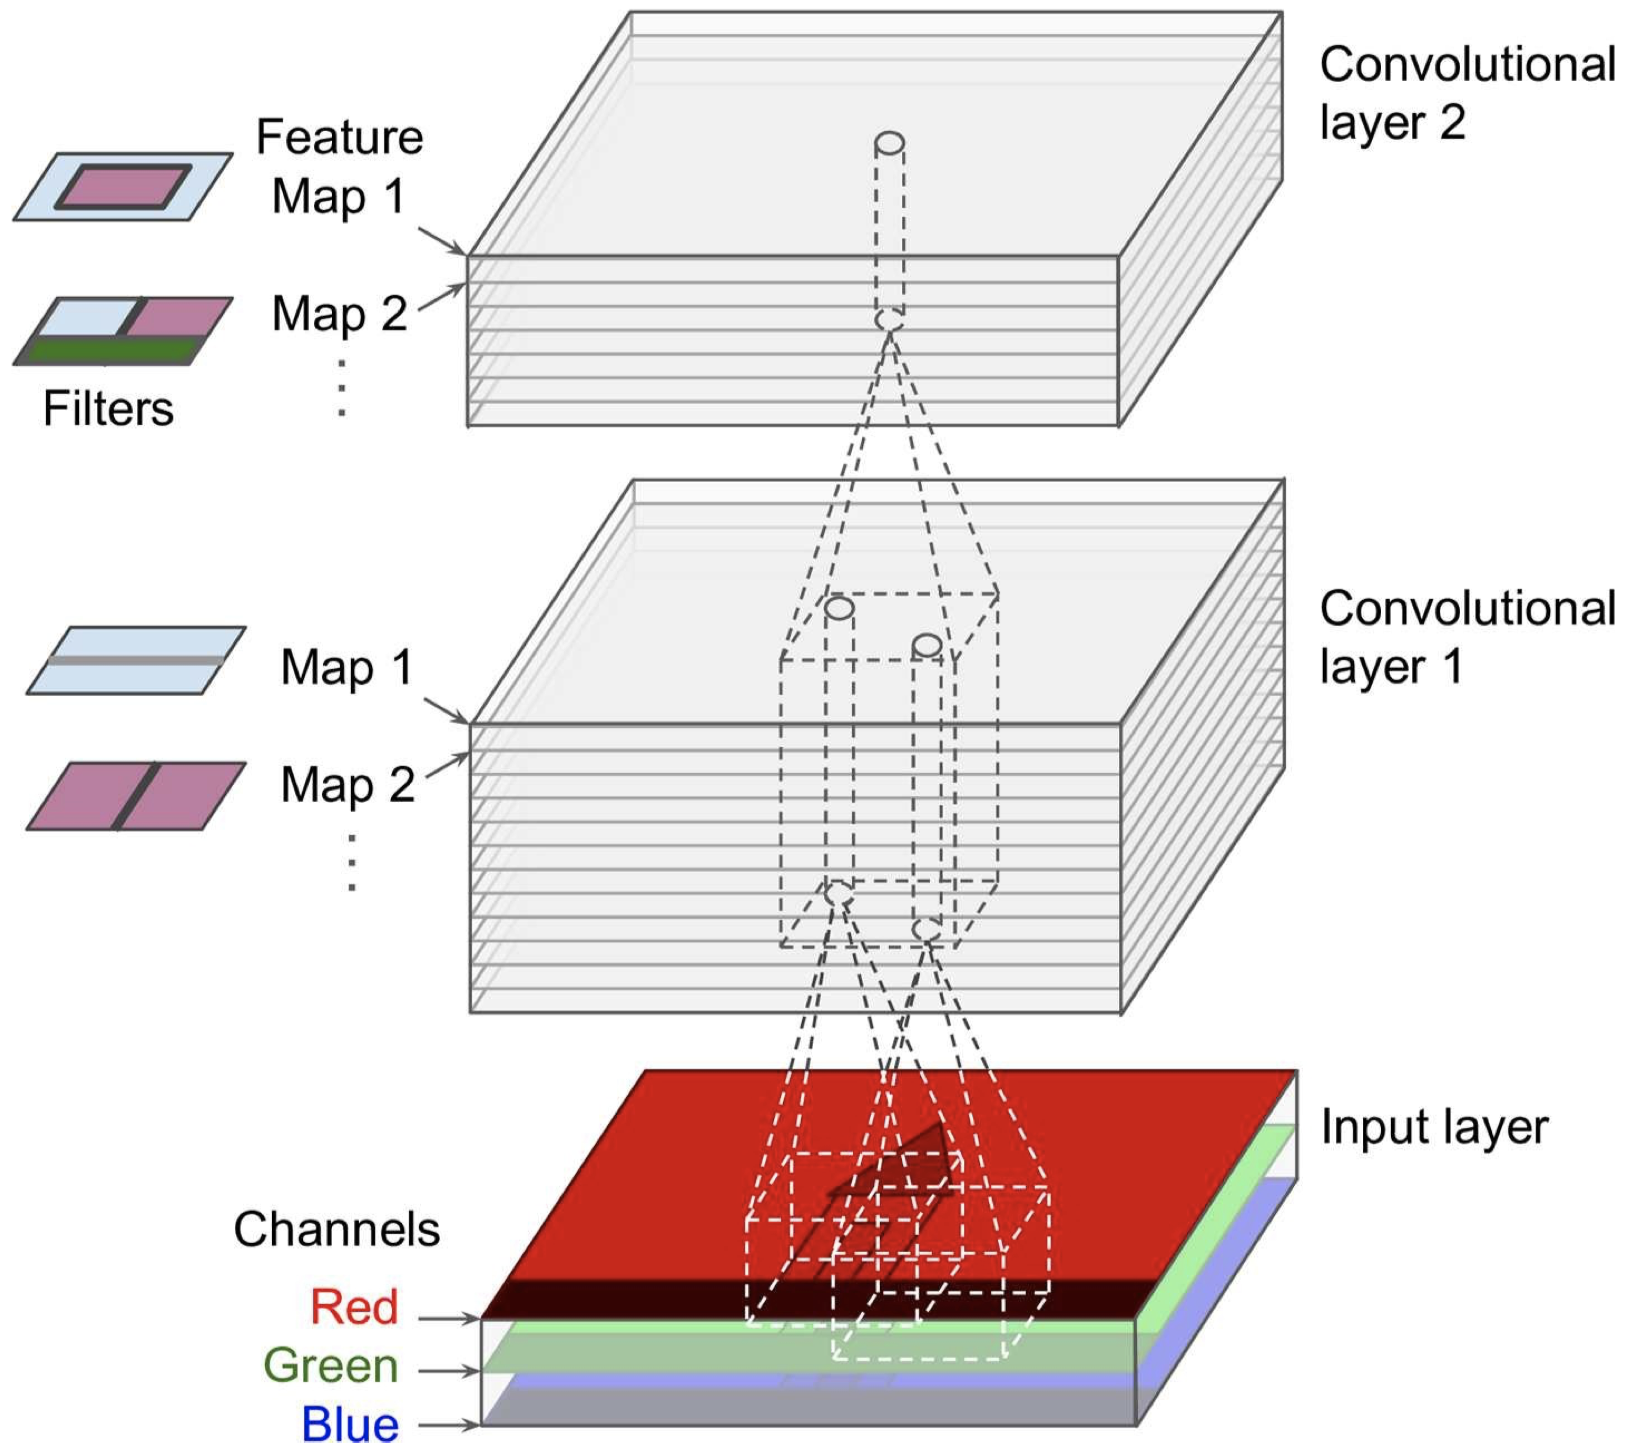 Convolutional
layer 2
Feature
Map 1
Map 2
Filters
Convolutional
layer 1
Map 1
Map 2
Input layer
Channels
Red
Green
Blue